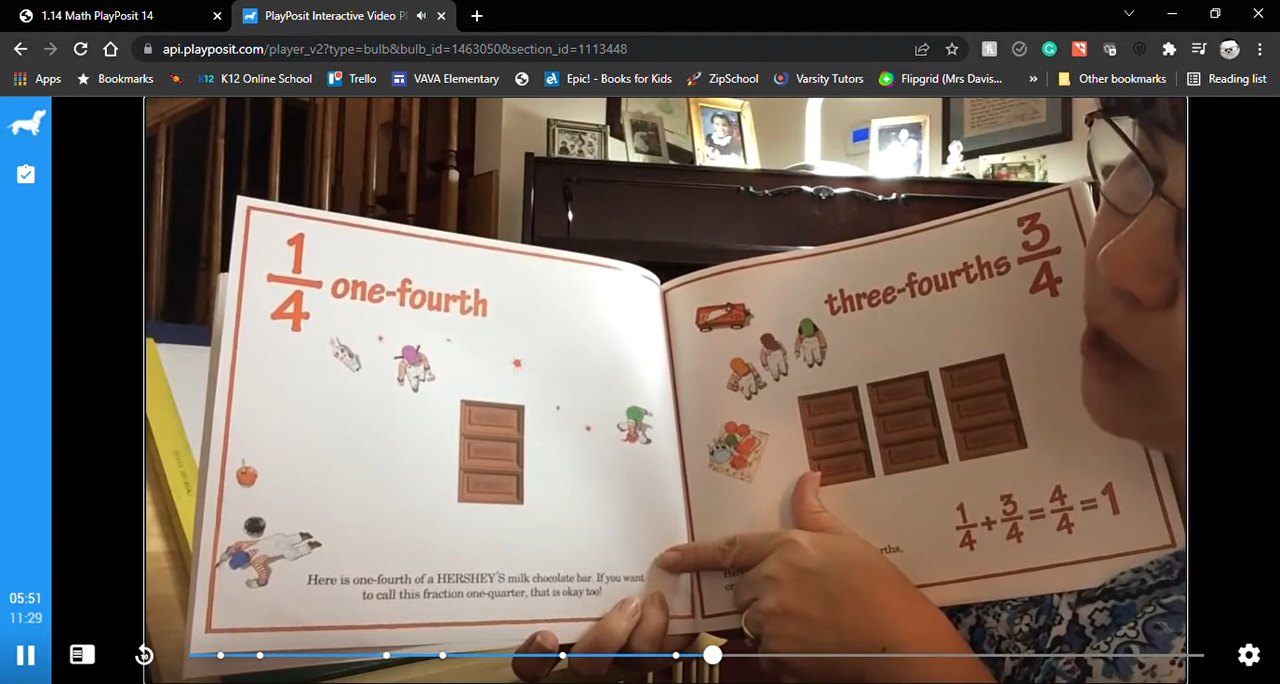 1.14 Math PlayPosit 14
PlayPosit Interactive Video P
api.playposit.com/player_v2?type=bulb&bulb_id=1463050&section_id=1113448
Apps
Bookmarks
K12
K12 Online School
Trello
VAVA Elementary
Epic! - Books for Kids
ZipSchool
Varsity Tutors
Flipgrid (Mrs Davis...
»
Other bookmarks
Reading list
1/4 one-fourth
Here is one-fourth of a HERSHEY'S milk chocolate bar. If you want
to call this fraction one-quarter, that is okay too!
three-fourths 3/4
1/4 + 3/4 = 4/4 = 1
rths,
05:51
11:29
10